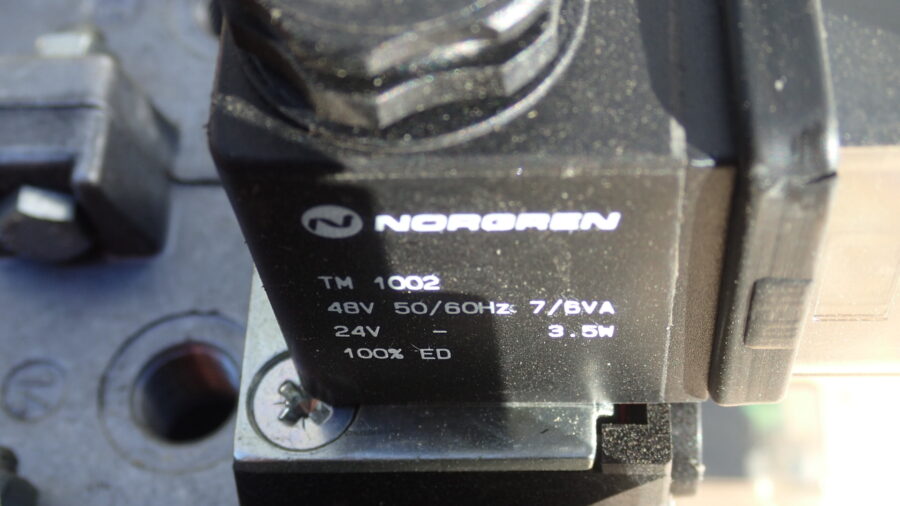 NORGREN
TM 1002
48V 50/60Hz 7/6VA
24V - 3.5W
100% ED